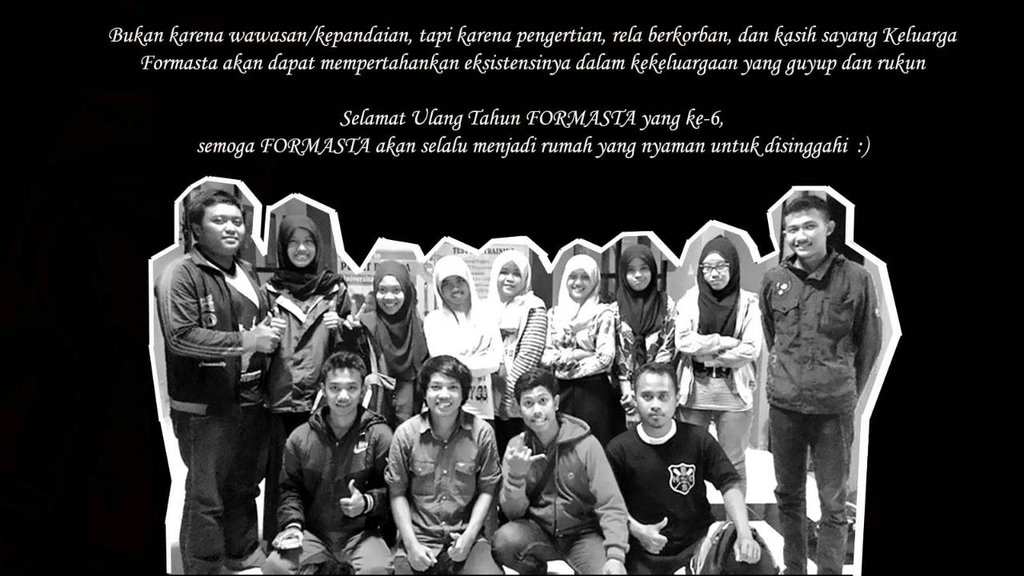 Bukan karena wawasan/kepandaian, tapi karena pengertian, rela berkorban, dan kasih sayang Keluarga
Formasta akan dapat mempertahankan eksistensinya dalam kekeluargaan yang guyup dan rukun
Selamat Ulang Tahun FORMASTA yang ke-6,
semoga FORMASTA akan selalu menjadi rumah yang nyaman untuk disinggahi :)